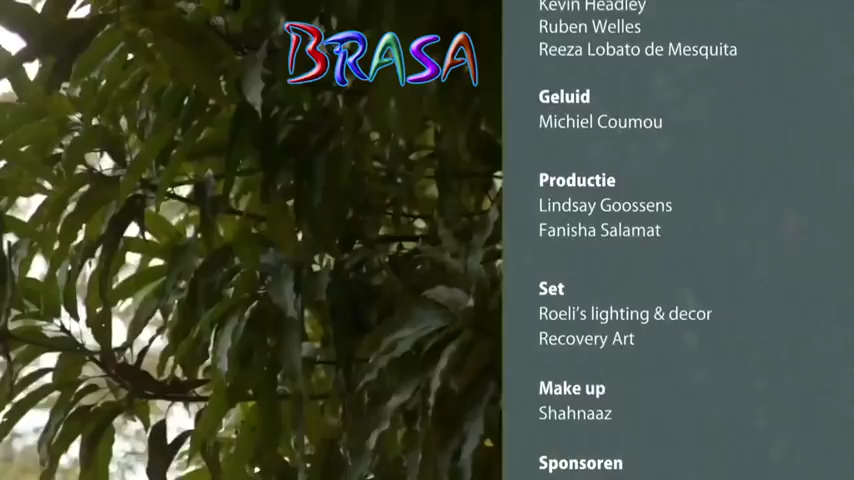 BRASA
Kevin Headley
Ruben Welles
Reeza Lobato de Mesquita
Geluid
Michiel Coumou
Productie
Lindsay Goossens
Fanisha Salamat
Set
Roeli's lighting & decor
Recovery Art
Make up
Shahnaaz
Sponsoren